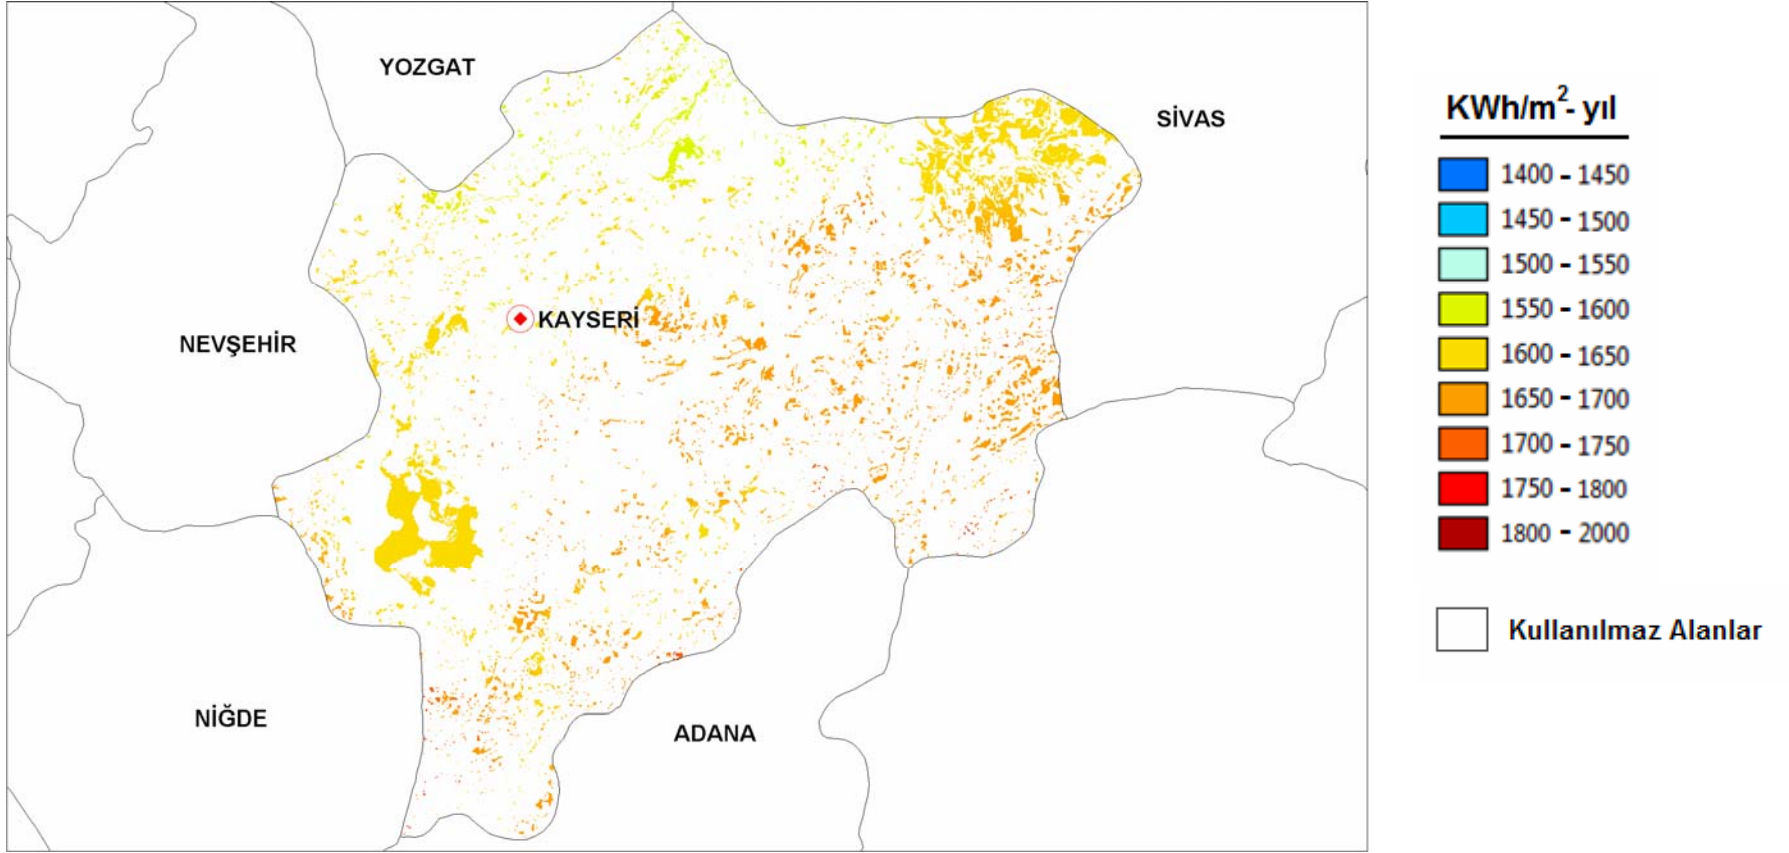 YOZGAT
SİVAS
NEVŞEHİR
KAYSERİ
NİĞDE
ADANA
KWh/m²- yıl
1400 - 1450
1450 - 1500
1500 - 1550
1550 - 1600
1600 - 1650
1650 - 1700
1700 - 1750
1750 - 1800
1800 - 2000
Kullanılmaz Alanlar